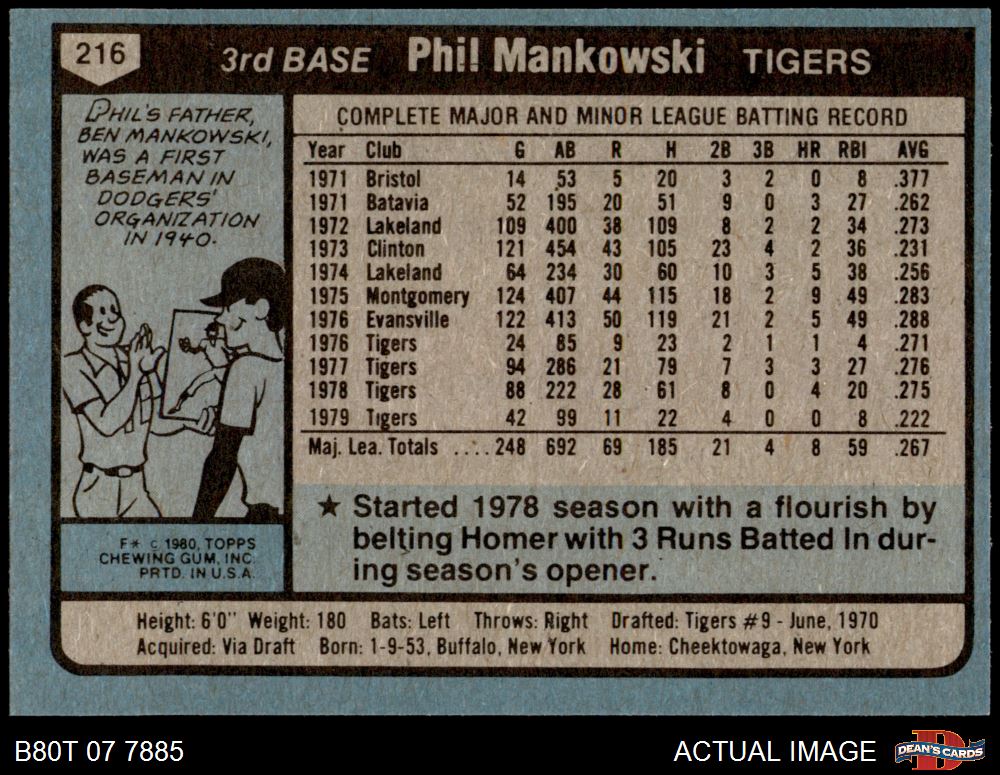 216 3rd BASE Phil Mankowski TIGERS
PHIL'S FATHER,
BEN MANKOWSKI,
WAS A FIRST
BASEMAN IN
DODGERS'
ORGANIZATION
IN 1940.
F* © 1980, TOPPS
CHEWING GUM, INC.
PRTD. IN U.S.A.
COMPLETE MAJOR AND MINOR LEAGUE BATTING RECORD
Year Club G AB R H 2B 3B HR RBI AVG
1971 Bristol 14 53 5 20 3 2 0 8 .377
1971 Batavia 52 195 20 51 9 0 3 27 .262
1972 Lakeland 109 400 38 109 8 2 2 34 .273
1973 Clinton 121 454 43 105 23 4 2 36 .231
1974 Lakeland 64 234 30 60 10 3 5 38 .256
1975 Montgomery 124 407 44 115 18 2 9 49 .283
1976 Evansville 122 413 50 119 21 2 5 49 .288
1976 Tigers 24 85 9 23 2 1 1 4 .271
1977 Tigers 94 286 21 79 7 3 3 27 .276
1978 Tigers 88 222 28 61 8 0 4 20 .275
1979 Tigers 42 99 11 22 4 0 0 8 .222
Maj. Lea. Totals .... 248 692 69 185 21 4 8 59 .267
★ Started 1978 season with a flourish by
belting Homer with 3 Runs Batted In dur-
ing season's opener.
Height: 6'0" Weight: 180 Bats: Left Throws: Right Drafted: Tigers #9 - June, 1970
Acquired: Via Draft Born: 1-9-53, Buffalo, New York Home: Cheektowaga, New York
B80T 07 7885 ACTUAL IMAGE DEAN'S CARDS